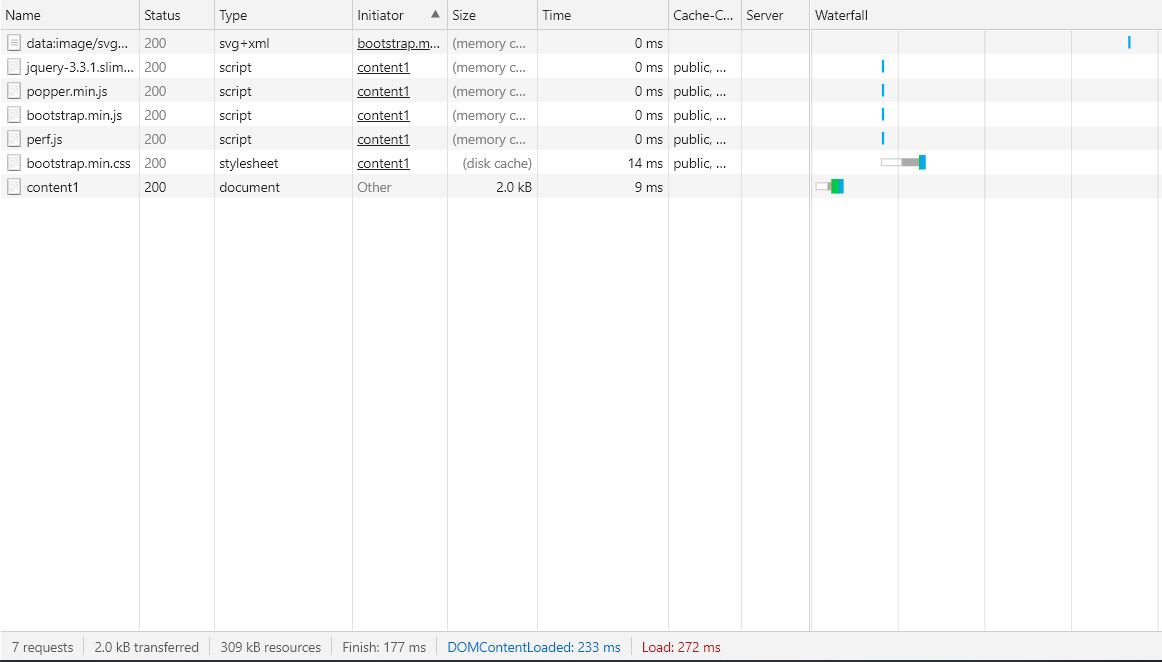 Name Status Type Initiator ▲ Size Time Cache-C... Server Waterfall
data:image/svg... 200 svg+xml bootstrap.m... (memory c... 0 ms
jquery-3.3.1.slim... 200 script content1 (memory c... 0 ms public, ...
popper.min.js 200 script content1 (memory c... 0 ms public, ...
bootstrap.min.js 200 script content1 (memory c... 0 ms public, ...
perf.js 200 script content1 (memory c... 0 ms public, ...
bootstrap.min.css 200 stylesheet content1 (disk cache) 14 ms public, ...
content1 200 document Other 2.0 kB 9 ms
7 requests 2.0 kB transferred 309 kB resources Finish: 177 ms DOMContentLoaded: 233 ms Load: 272 ms